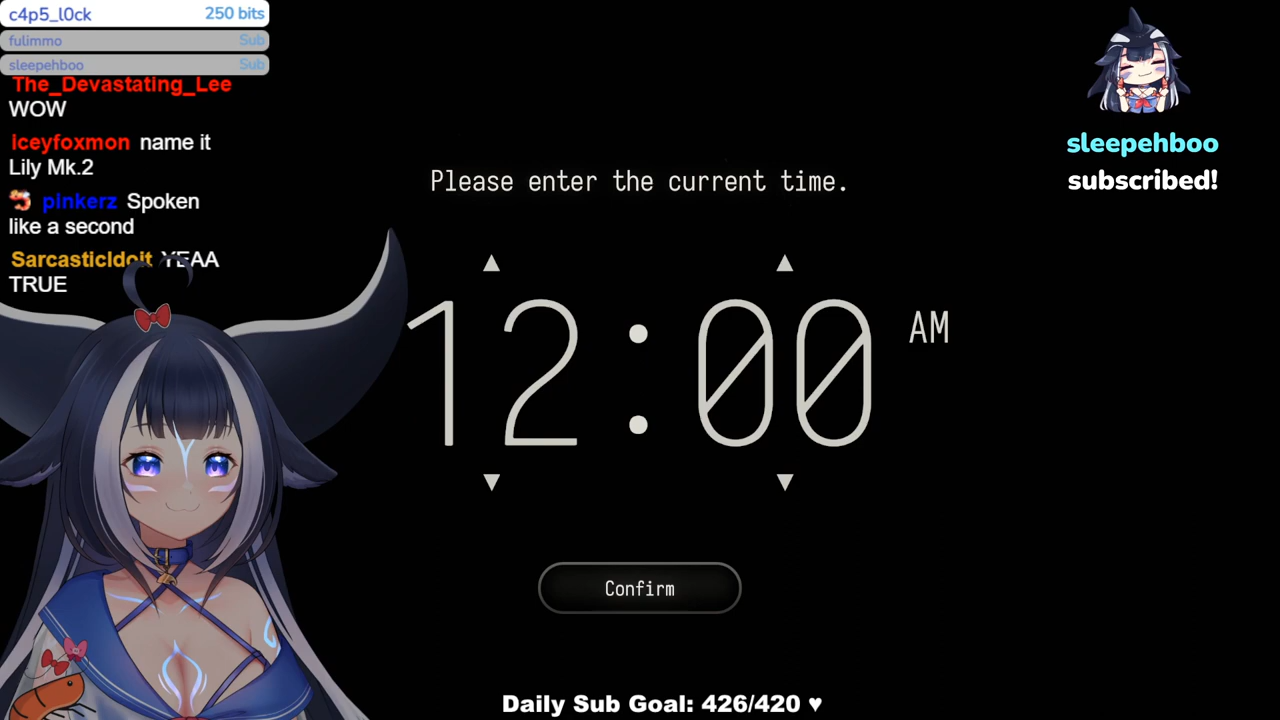 c4p5_l0ck 250 bits
fulimmo Sub
sleepehboo Sub
The_Devastating_Lee
WOW
iceyfoxmon name it
Lily Mk.2
pinkerz Spoken
like a second
SarcasticIdoit YEAA
TRUE
sleepehboo
subscribed!
Please enter the current time.
12:00 AM
Confirm
Daily Sub Goal: 426/420 ♥